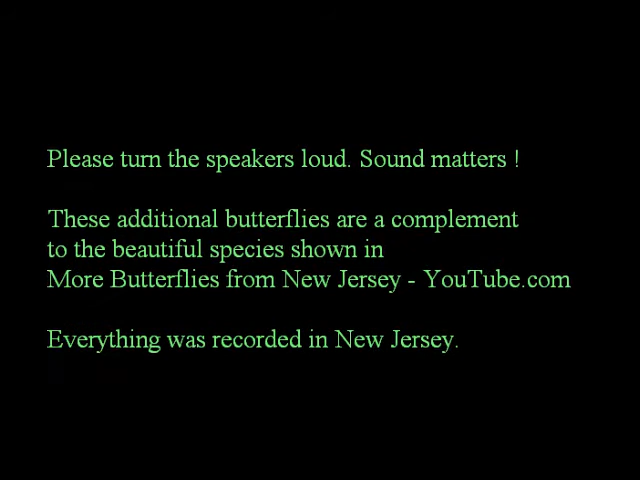 Please turn the speakers loud. Sound matters !
These additional butterflies are a complement
to the beautiful species shown in
More Butterflies from New Jersey - YouTube.com
Everything was recorded in New Jersey.